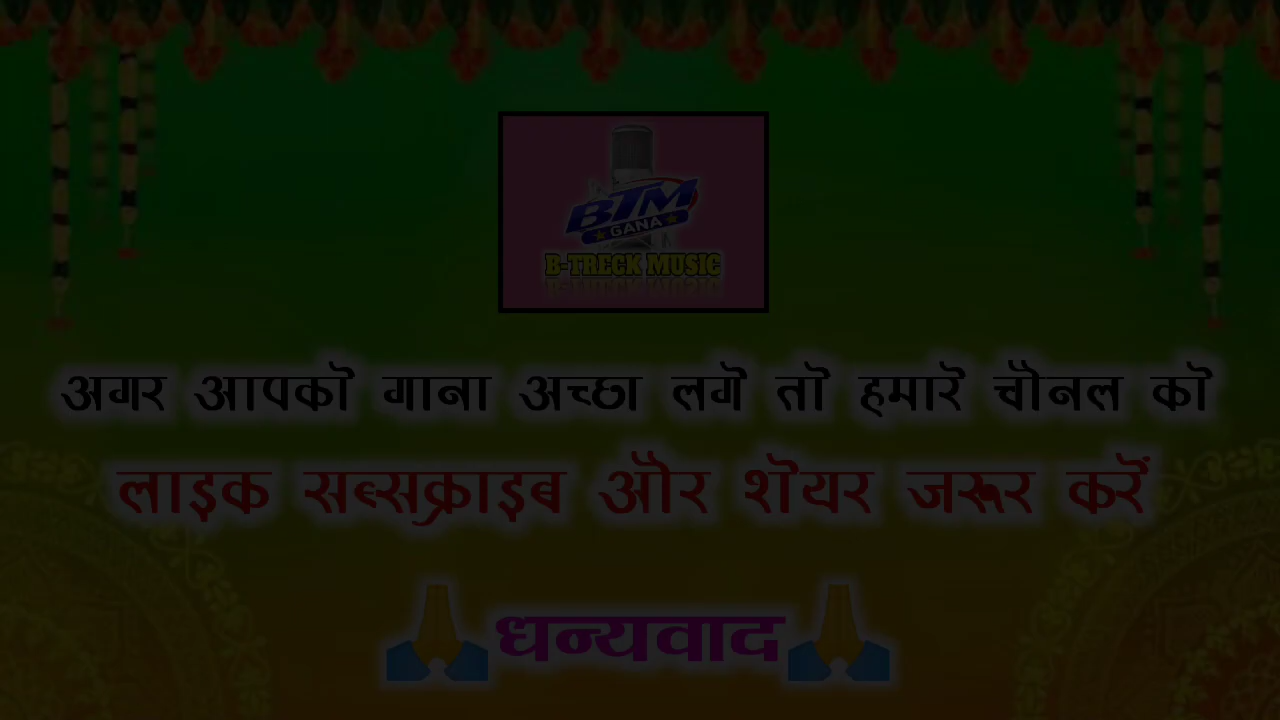 BTM
GANA
B-TRECK MUSIC
अगर आपको गाना अच्छा लगे तो हमारे चौनल को
लाइक सब्सक्राइब और शेयर जरूर करें
धन्यवाद